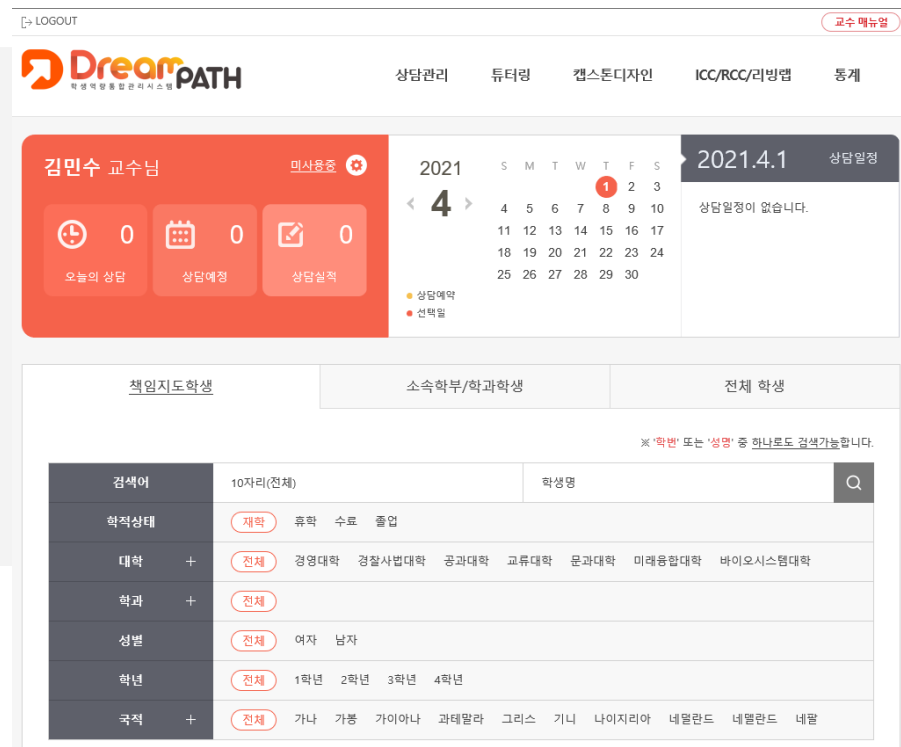 LOGOUT
교수 매뉴얼
DreamPATH
학생역량통합관리시스템
상담관리 튜터링 캡스톤디자인 ICC/RCC/리빙랩 통계
김민수 교수님 미사용중
0 0 0
오늘의 상담 상담예정 상담실적
2021
4
S M T W T F S
1 2 3
4 5 6 7 8 9 10
11 12 13 14 15 16 17
18 19 20 21 22 23 24
25 26 27 28 29 30
상담예약
선택일
2021.4.1 상담일정
상담일정이 없습니다.
책임지도학생 소속학부/학과학생 전체 학생
※ '학번' 또는 '성명' 중 하나로도 검색가능합니다.
검색어 10자리(전체) 학생명
학적상태 재학 휴학 수료 졸업
대학 + 전체 경영대학 경찰사법대학 공과대학 교류대학 문과대학 미래융합대학 바이오시스템대학
학과 + 전체
성별 전체 여자 남자
학년 전체 1학년 2학년 3학년 4학년
국적 + 전체 가나 가봉 가이아나 과테말라 그리스 기니 나이지리아 네덜란드 네델란드 네팔